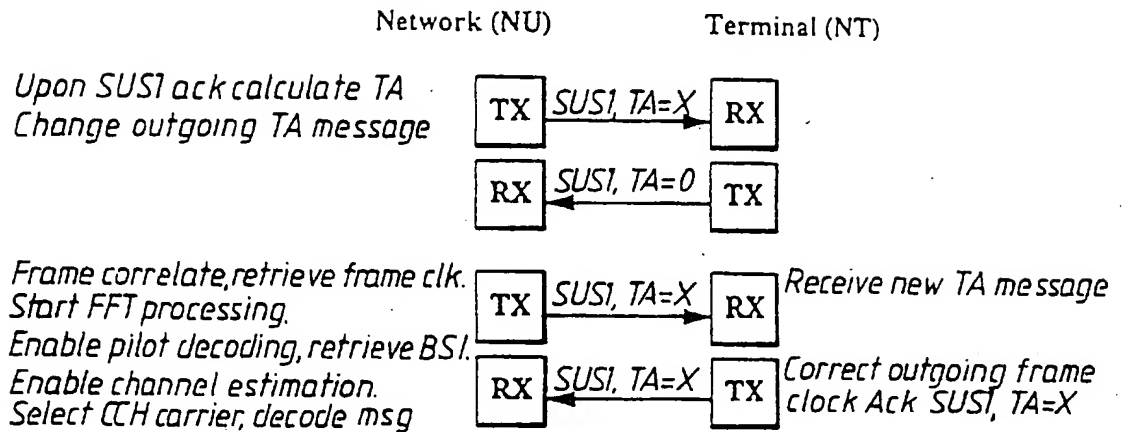 Network (NU) Terminal (NT)
Upon SUS1 ack calculate TA
Change outgoing TA message
TX SUS1, TA=X RX
RX SUS1, TA=0 TX
Frame correlate, retrieve frame clk.
Start FFT processing.
TX SUS1, TA=X RX
Receive new TA message
Enable pilot decoding, retrieve BSI.
Enable channel estimation.
Select CCH carrier, decode msg
RX SUS1, TA=X TX
Correct outgoing frame
clock Ack SUS1, TA=X